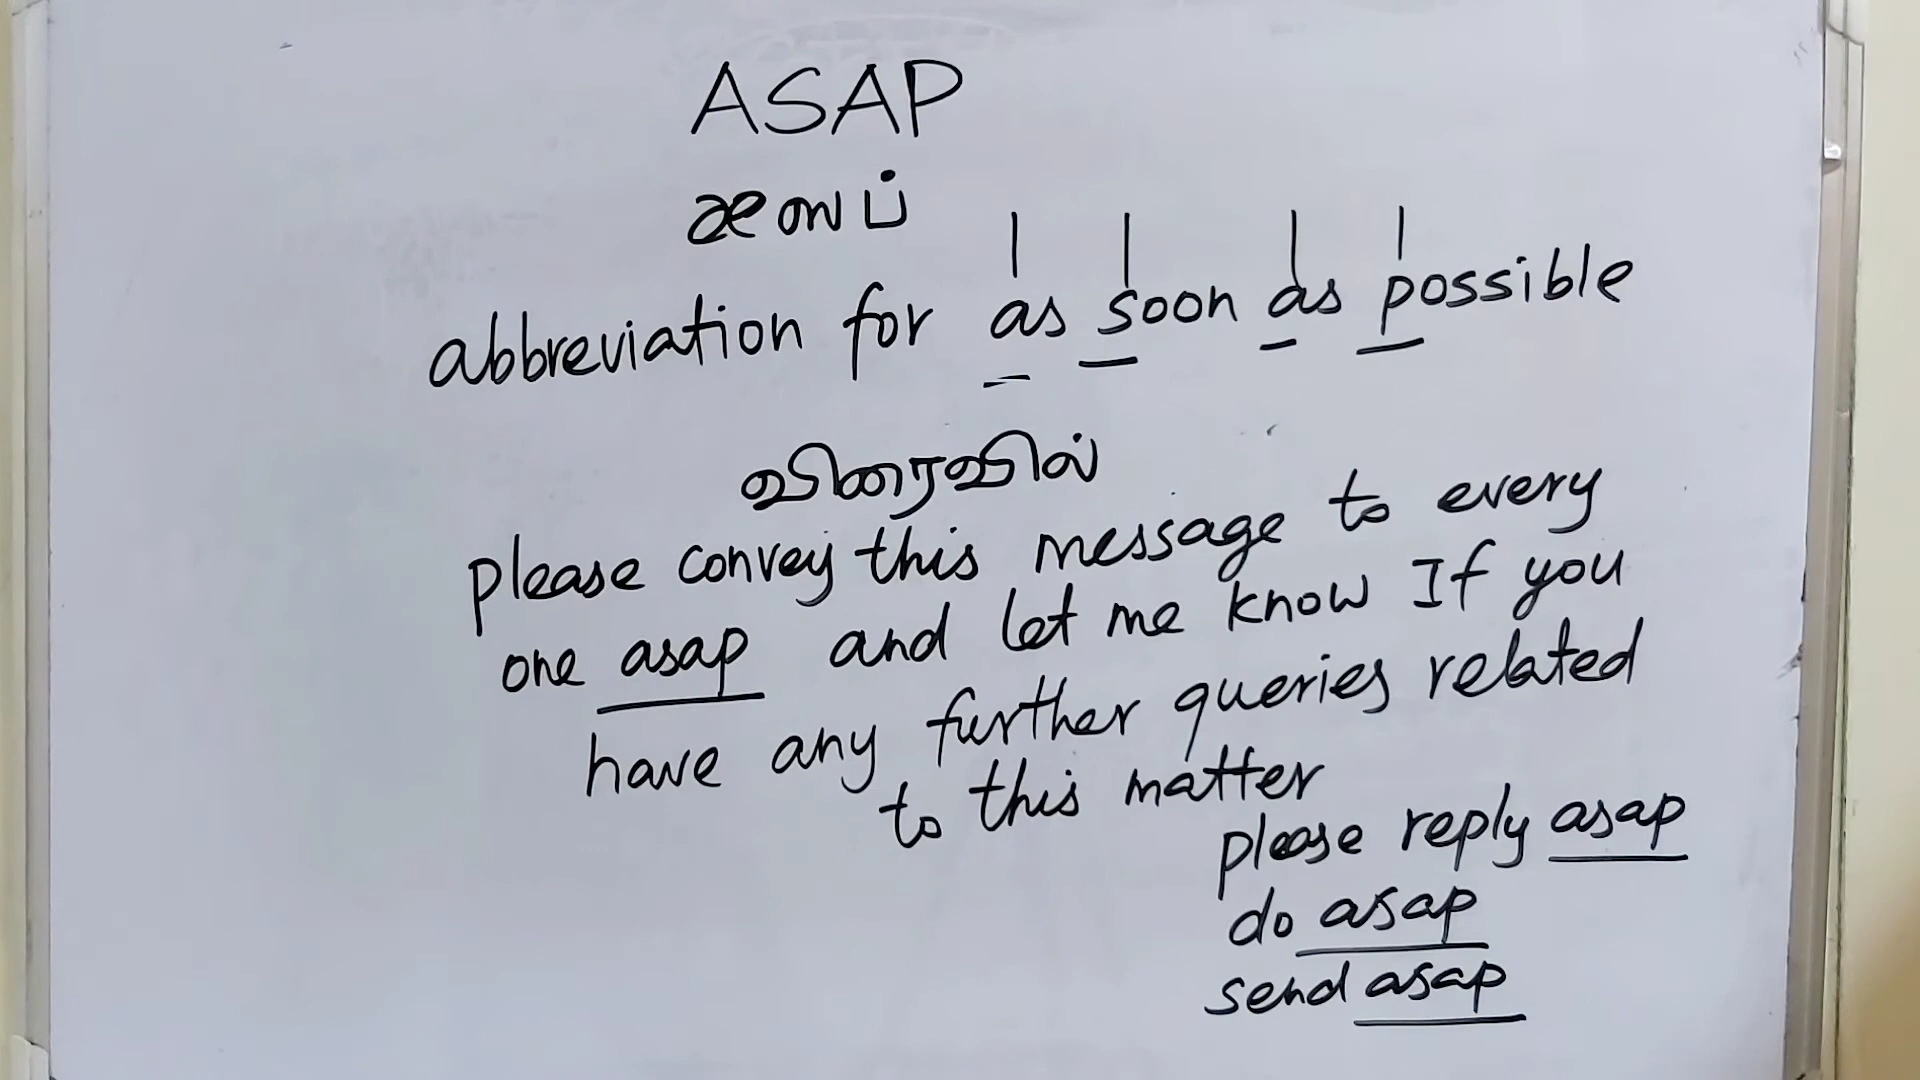 ASAP
abbreviation for as soon as possible
விரைவில்
please convey this message to every
one asap and let me know If you
have any further queries related
to this matter
please reply asap
do asap
send asap